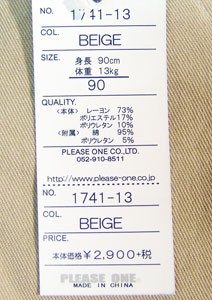 NO. 1741-13
COL. BEIGE
SIZE. 身長 90cm
体重 13kg
90
QUALITY.
〈本体〉 レーヨン 73%
ポリエステル17%
ポリウレタン 10%
〈附属〉 綿 95%
ポリウレタン 5%
PLEASE ONE CO.,LTD.
052-910-8511
http://www.please-one.co.jp
NO. 1741-13
COL. BEIGE
PRICE.
本体価格 ¥2,900+税
PLEASE ONE.
MADE IN CHINA